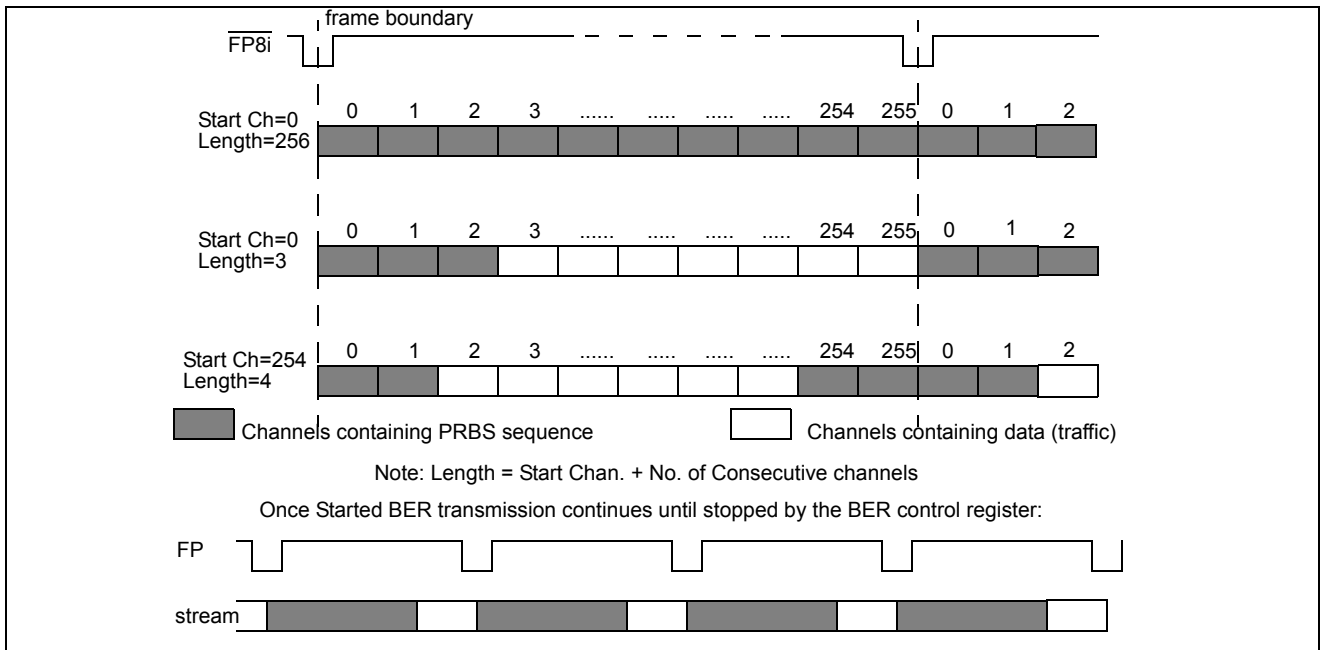 frame boundary
FP8i
0 1 2 3 ...... ..... ..... ..... 254 255 0 1 2
Start Ch=0
Length=256
0 1 2 3 ...... ..... ..... ..... 254 255 0 1 2
Start Ch=0
Length=3
0 1 2 3 ...... ..... ..... ..... 254 255 0 1 2
Start Ch=254
Length=4
Channels containing PRBS sequence
Channels containing data (traffic)
Note: Length = Start Chan. + No. of Consecutive channels
Once Started BER transmission continues until stopped by the BER control register:
FP
stream